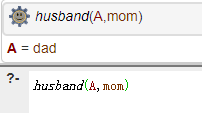 husband(A,mom)
A = dad
?- husband(A,mom)